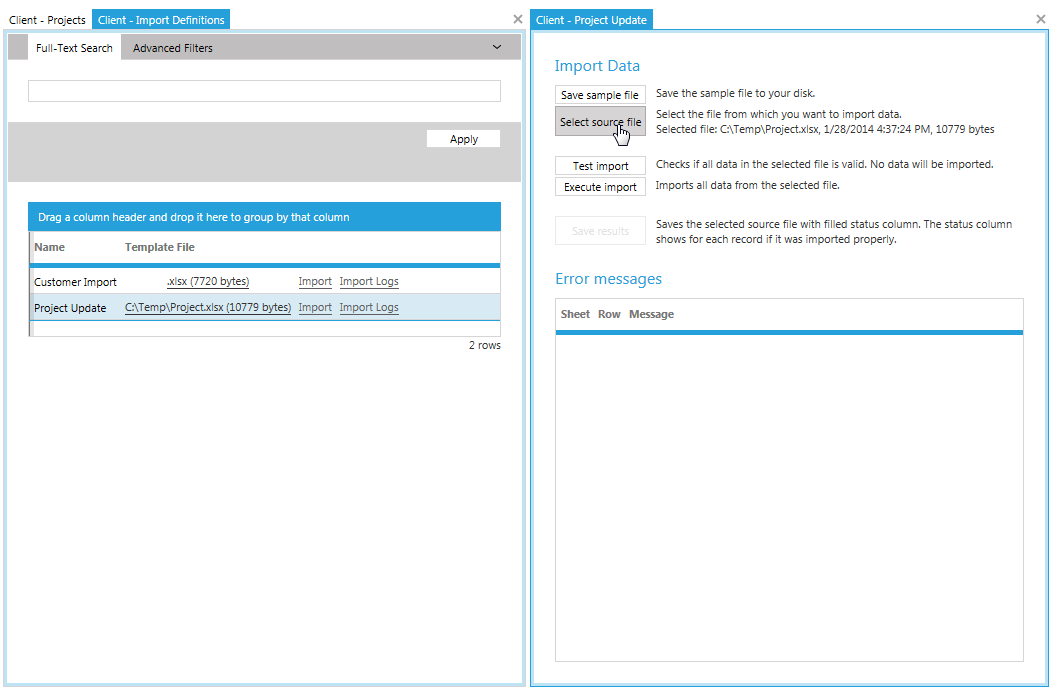 Client - Projects
Client - Import Definitions
Full-Text Search
Advanced Filters
Apply
Drag a column header and drop it here to group by that column
Name Template File
Customer Import .xlsx (7720 bytes) Import Import Logs
Project Update C:\Temp\Project.xlsx (10779 bytes) Import Import Logs
2 rows
Client - Project Update
Import Data
Save sample file
Save the sample file to your disk.
Select source file
Select the file from which you want to import data.
Selected file: C:\Temp\Project.xlsx, 1/28/2014 4:37:24 PM, 10779 bytes
Test import
Checks if all data in the selected file is valid. No data will be imported.
Execute import
Imports all data from the selected file.
Save results
Saves the selected source file with filled status column. The status column
shows for each record if it was imported properly.
Error messages
Sheet Row Message